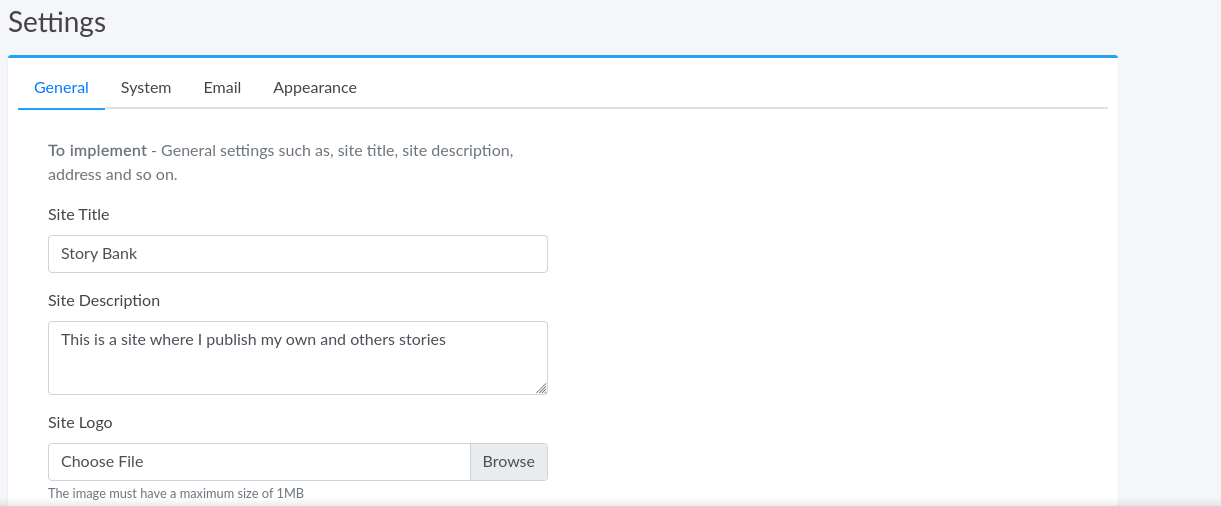 Settings
General System Email Appearance
To implement - General settings such as, site title, site description,
address and so on.
Site Title
Story Bank
Site Description
This is a site where I publish my own and others stories
Site Logo
Choose File Browse
The image must have a maximum size of 1MB